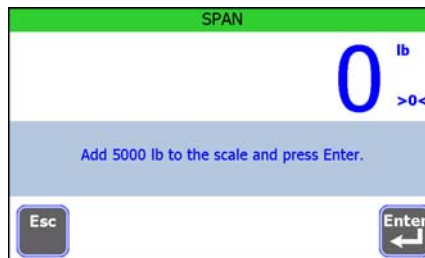 SPAN
0 lb
>0<
Add 5000 lb to the scale and press Enter.
Esc
Enter